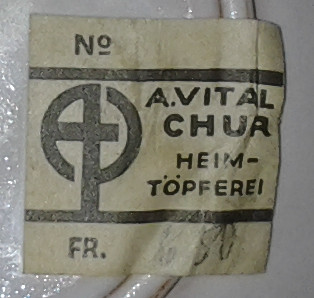 Nº
A. VITAL
CHUR
HEIM-
TÖPFEREI
FR.